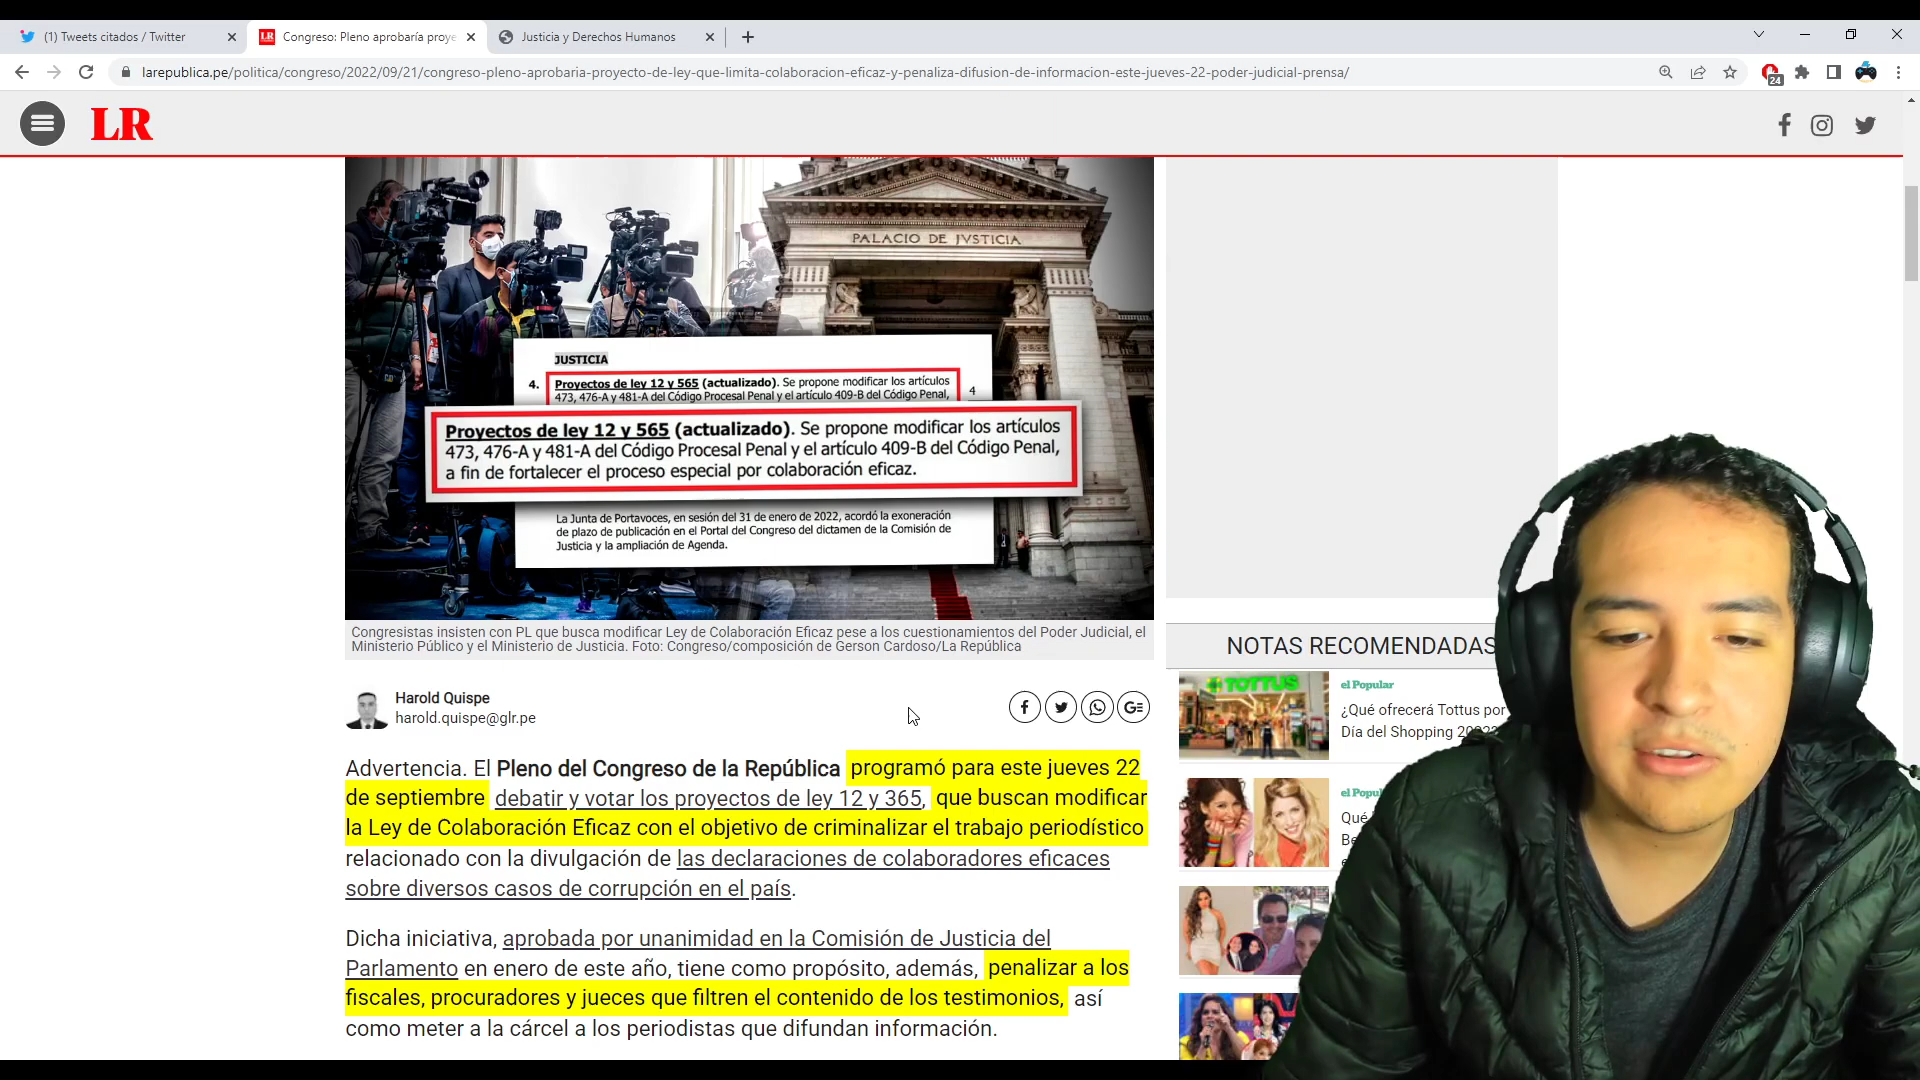 (1) Tweets citados / Twitter
Congreso: Pleno aprobaría proye
Justicia y Derechos Humanos
larepublica.pe/politica/congreso/2022/09/21/congreso-pleno-aprobaria-proyecto-de-ley-que-limita-colaboracion-eficaz-y-penaliza-difusion-de-informacion-este-jueves-22-poder-judicial-prensa/
24
LR
PALACIO DE JVSTICIA
JUSTICIA
4. Proyectos de ley 12 y 565 (actualizado). Se propone modificar los artículos 4
473, 476-A y 481-A del Código Procesal Penal y el artículo 409-B del Código Penal,
Proyectos de ley 12 y 565 (actualizado). Se propone modificar los artículos
473, 476-A y 481-A del Código Procesal Penal y el artículo 409-B del Código Penal,
a fin de fortalecer el proceso especial por colaboración eficaz.
La Junta de Portavoces, en sesión del 31 de enero de 2022, acordó la exoneración
de plazo de publicación en el Portal del Congreso del dictamen de la Comisión de
Justicia y la ampliación de Agenda.
Congresistas insisten con PL que busca modificar Ley de Colaboración Eficaz pese a los cuestionamientos del Poder Judicial, el
Ministerio Público y el Ministerio de Justicia. Foto: Congreso/composición de Gerson Cardoso/La República
Harold Quispe
harold.quispe@glr.pe
Advertencia. El Pleno del Congreso de la República programó para este jueves 22
de septiembre debatir y votar los proyectos de ley 12 y 365, que buscan modificar
la Ley de Colaboración Eficaz con el objetivo de criminalizar el trabajo periodístico
relacionado con la divulgación de las declaraciones de colaboradores eficaces
sobre diversos casos de corrupción en el país.
Dicha iniciativa, aprobada por unanimidad en la Comisión de Justicia del
Parlamento en enero de este año, tiene como propósito, además, penalizar a los
fiscales, procuradores y jueces que filtren el contenido de los testimonios, así
como meter a la cárcel a los periodistas que difundan información.
NOTAS RECOMENDADAS
TOTTUS
el Popular
¿Qué ofrecerá Tottus por
Día del Shopping
el Popu
Qué
Be